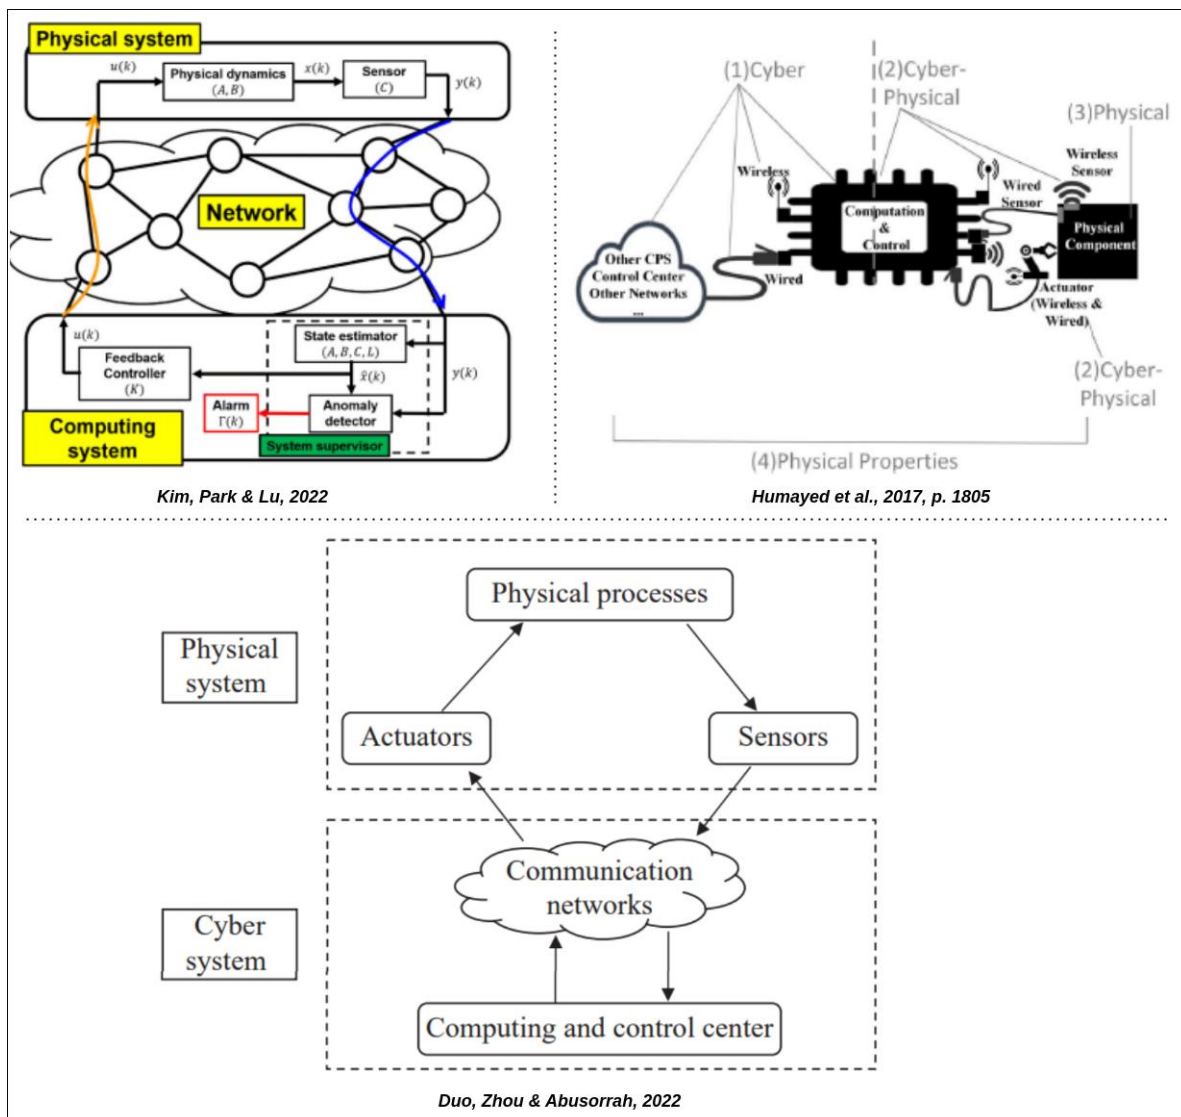 Physical system
u(k)
Physical dynamics
(A, B)
x(k)
Sensor
(C)
y(k)
Network
u(k)
Feedback
Controller
(K)
State estimator
(A, B, C, L)
x̂(k)
y(k)
Alarm
Γ(k)
Anomaly
detector
System supervisor
Computing
system
Kim, Park & Lu, 2022
(1)Cyber
(2)Cyber-
Physical
(3)Physical
Wireless
Wireless
Sensor
Wired
Sensor
Computation
&
Control
Physical
Component
Other CPS
Control Center
Other Networks
...
Wired
Actuator
(Wireless &
Wired)
(2)Cyber-
Physical
(4)Physical Properties
Humayed et al., 2017, p. 1805
Physical processes
Physical
system
Actuators
Sensors
Communication
networks
Cyber
system
Computing and control center
Duo, Zhou & Abusorrah, 2022